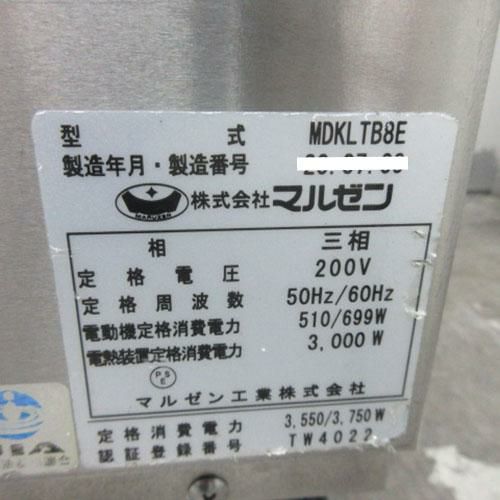 型 式 MDKLTB8E
製造年月・製造番号
maruzen 株式会社 マルゼン
相 三相
定格電圧 200V
定格周波数 50Hz/60Hz
電動機定格消費電力 510/699W
電熱装置定格消費電力 3,000 W
PSE
マルゼン工業株式会社
定格消費電力 3,550/3,750W
認証登録番号 TW4022